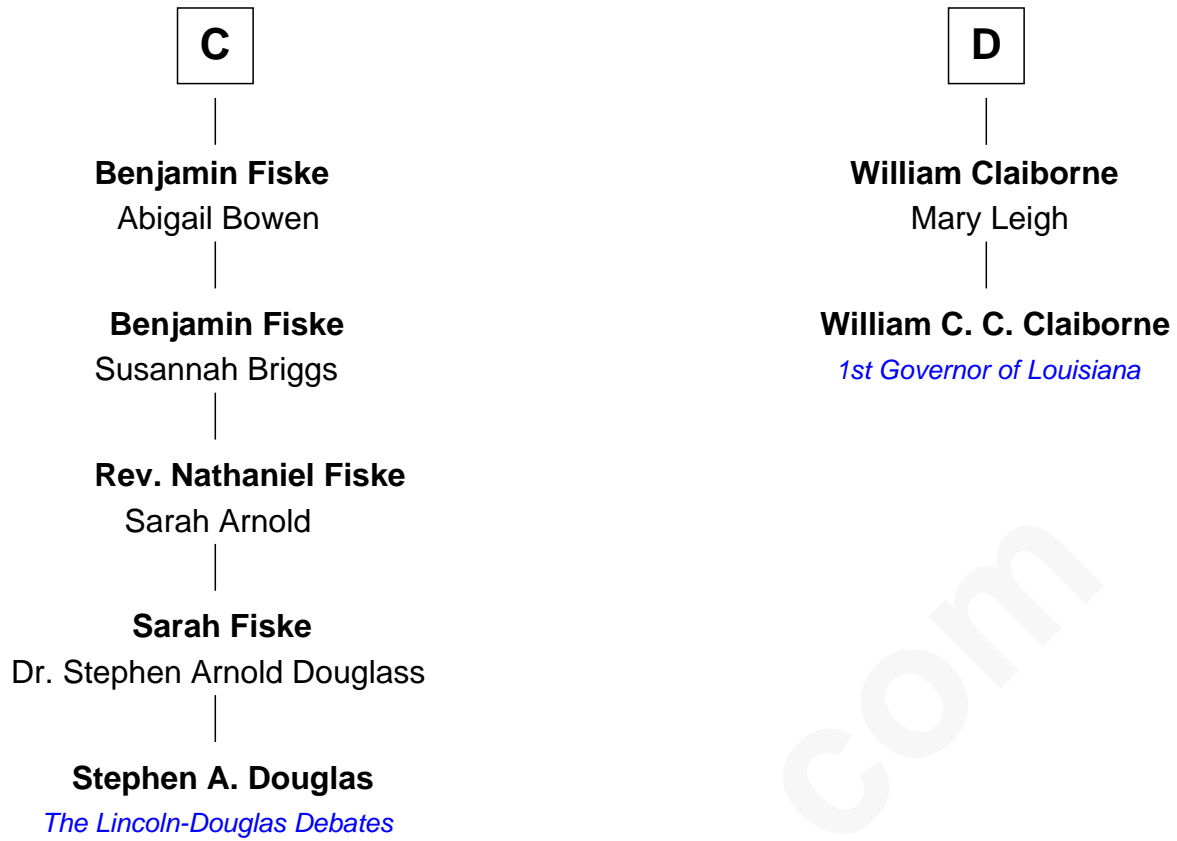 C
Benjamin Fiske
Abigail Bowen
Benjamin Fiske
Susannah Briggs
Rev. Nathaniel Fiske
Sarah Arnold
Sarah Fiske
Dr. Stephen Arnold Douglass
Stephen A. Douglas
The Lincoln-Douglas Debates
D
William Claiborne
Mary Leigh
William C. C. Claiborne
1st Governor of Louisiana
com